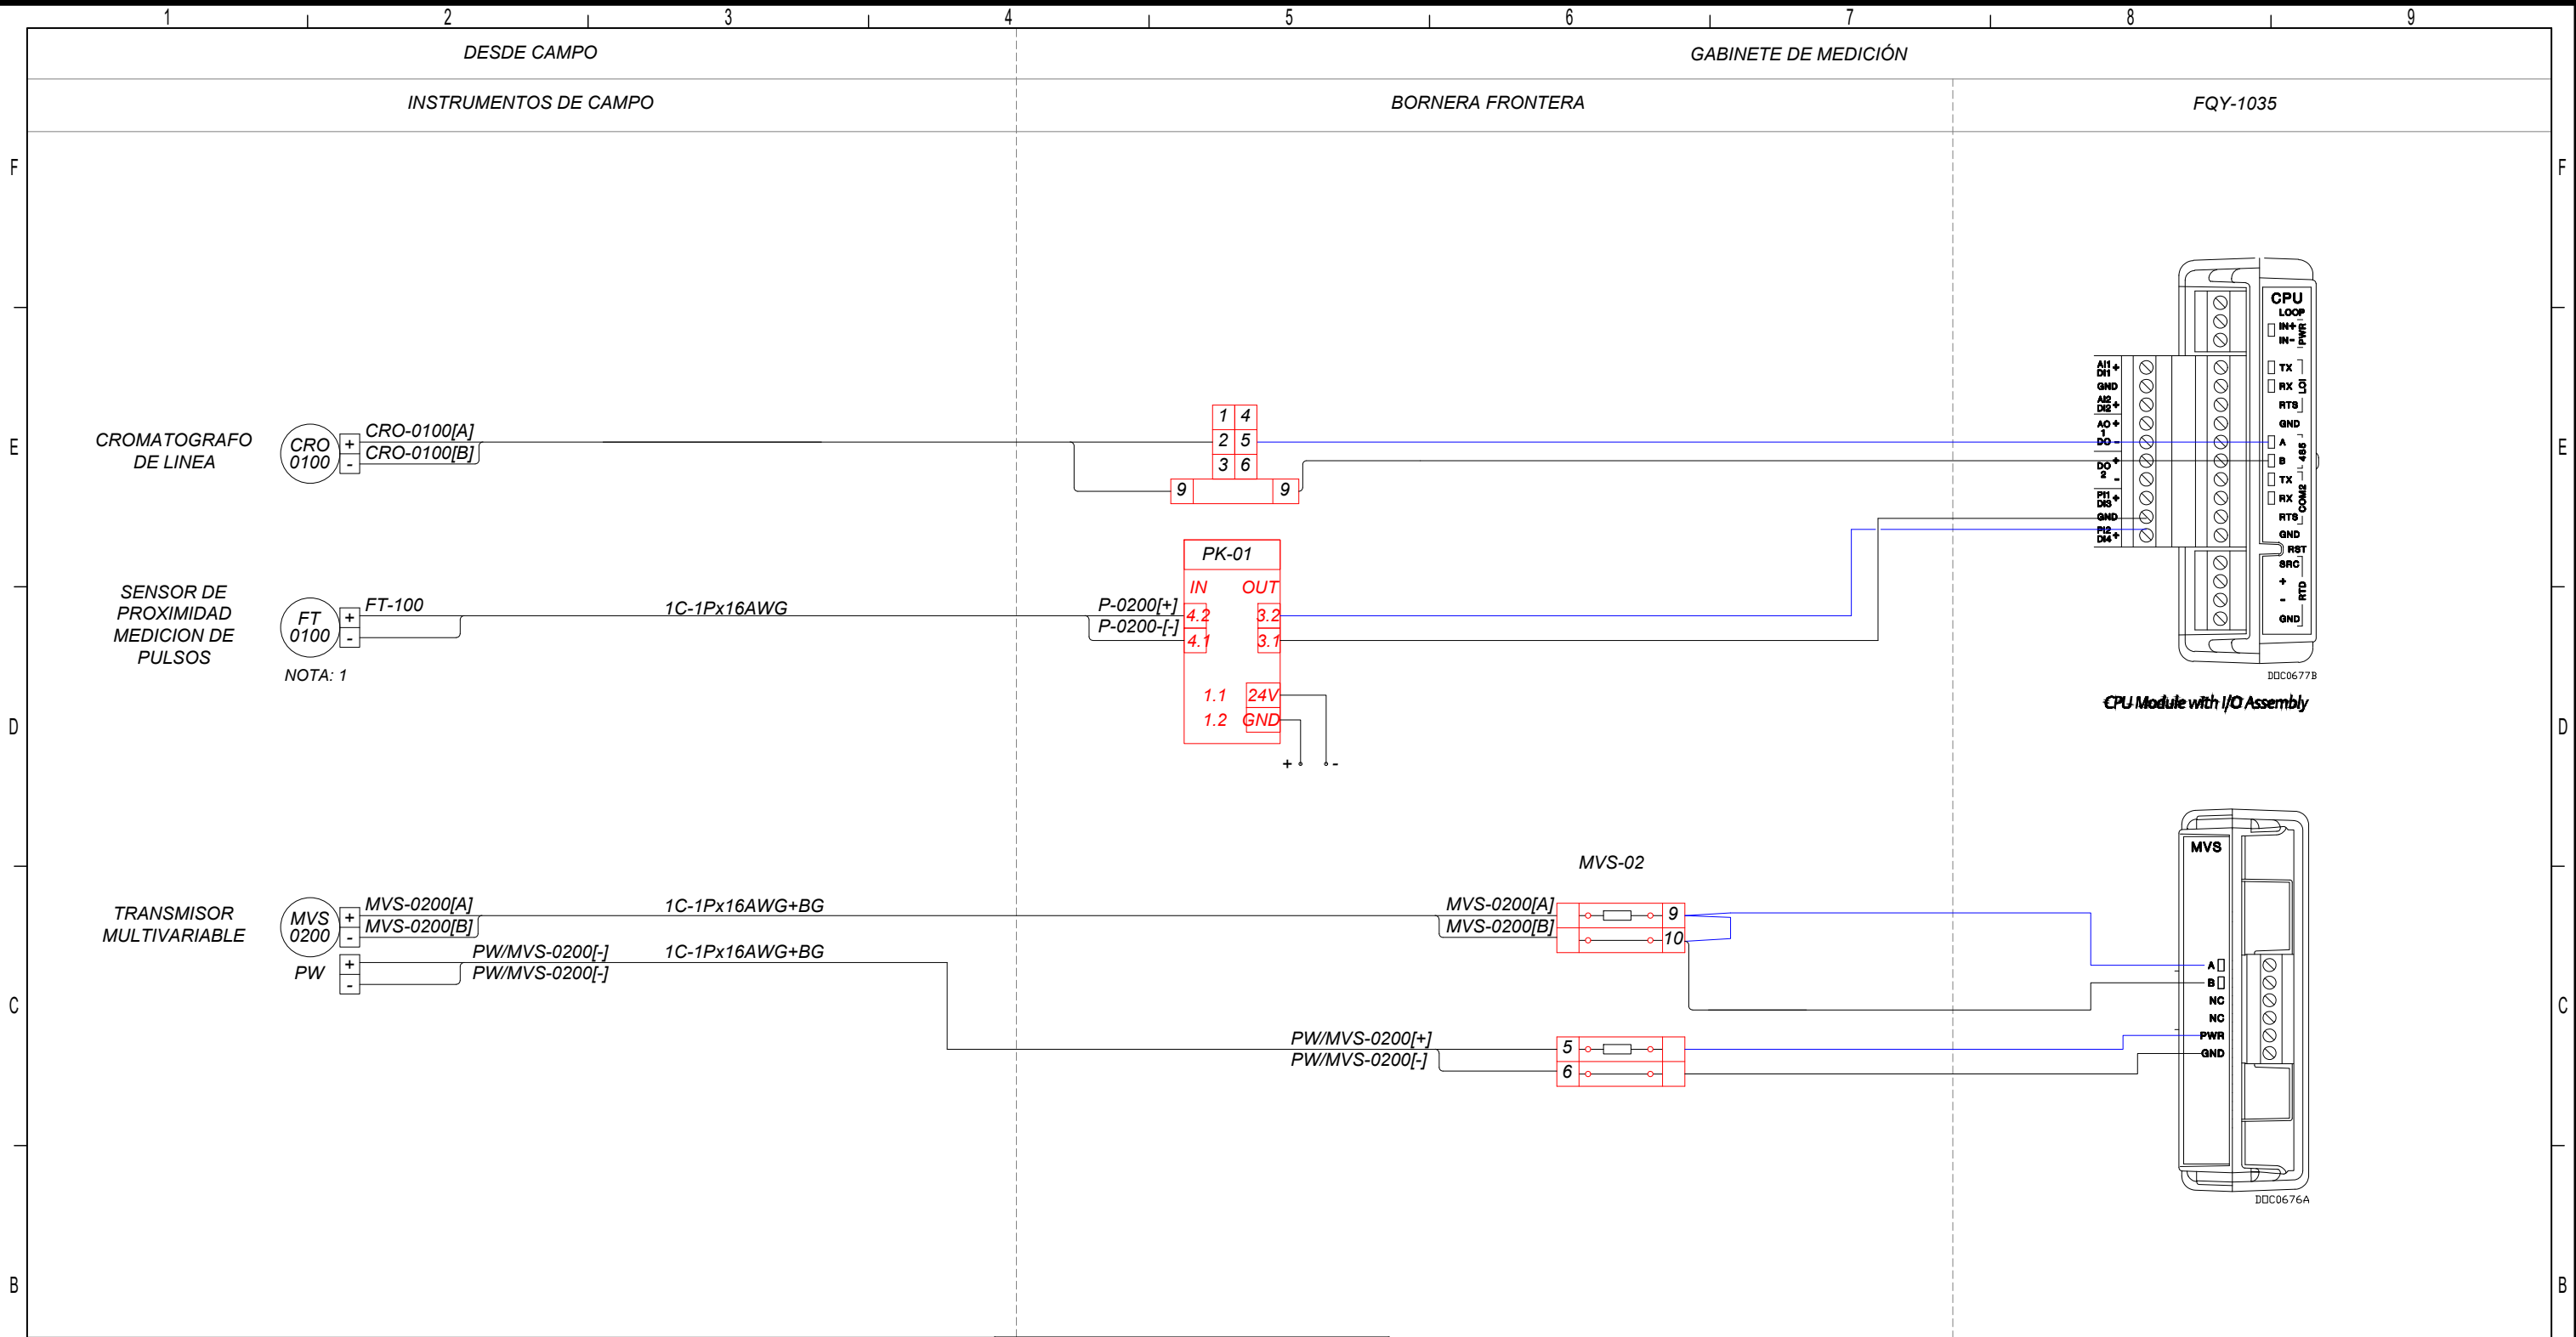 1 2 3 4 5 6 7 8 9
DESDE CAMPO
GABINETE DE MEDICIÓN
INSTRUMENTOS DE CAMPO
BORNERA FRONTERA
FQY-1035
F
F
E
E
D
D
C
C
B
B
CROMATOGRAFO
DE LINEA
CRO
0100
+
-
CRO-0100[A]
CRO-0100[B]
1 4
2 5
3 6
9 9
SENSOR DE
PROXIMIDAD
MEDICION DE
PULSOS
FT
0100
+
-
NOTA: 1
FT-100
1C-1Px16AWG
P-0200[+]
P-0200-[-]
PK-01
IN OUT
4.2 3.2
4.1 3.1
1.1 24V
1.2 GND
+ -
CPU
LOOP
IN+
IN-
PWR
TX
RX
RTS
LOI
GND
A
B
485
TX
RX
RTS
COM2
GND
RST
SRC
+
-
GND
RTD
AI1
DI1 +
GND
AI2
DI2 +
AO +
1
DO -
DO +
2 -
PI1
DI3 +
GND
PI2
DI4 +
DOC0677B
CPU Module with I/O Assembly
TRANSMISOR
MULTIVARIABLE
MVS
0200
+
-
MVS-0200[A]
MVS-0200[B]
1C-1Px16AWG+BG
PW
+
-
PW/MVS-0200[-]
PW/MVS-0200[-]
1C-1Px16AWG+BG
MVS-02
MVS-0200[A]
MVS-0200[B]
9
10
PW/MVS-0200[+]
PW/MVS-0200[-]
5
6
MVS
A
B
NC
NC
PWR
GND
DOC0676A